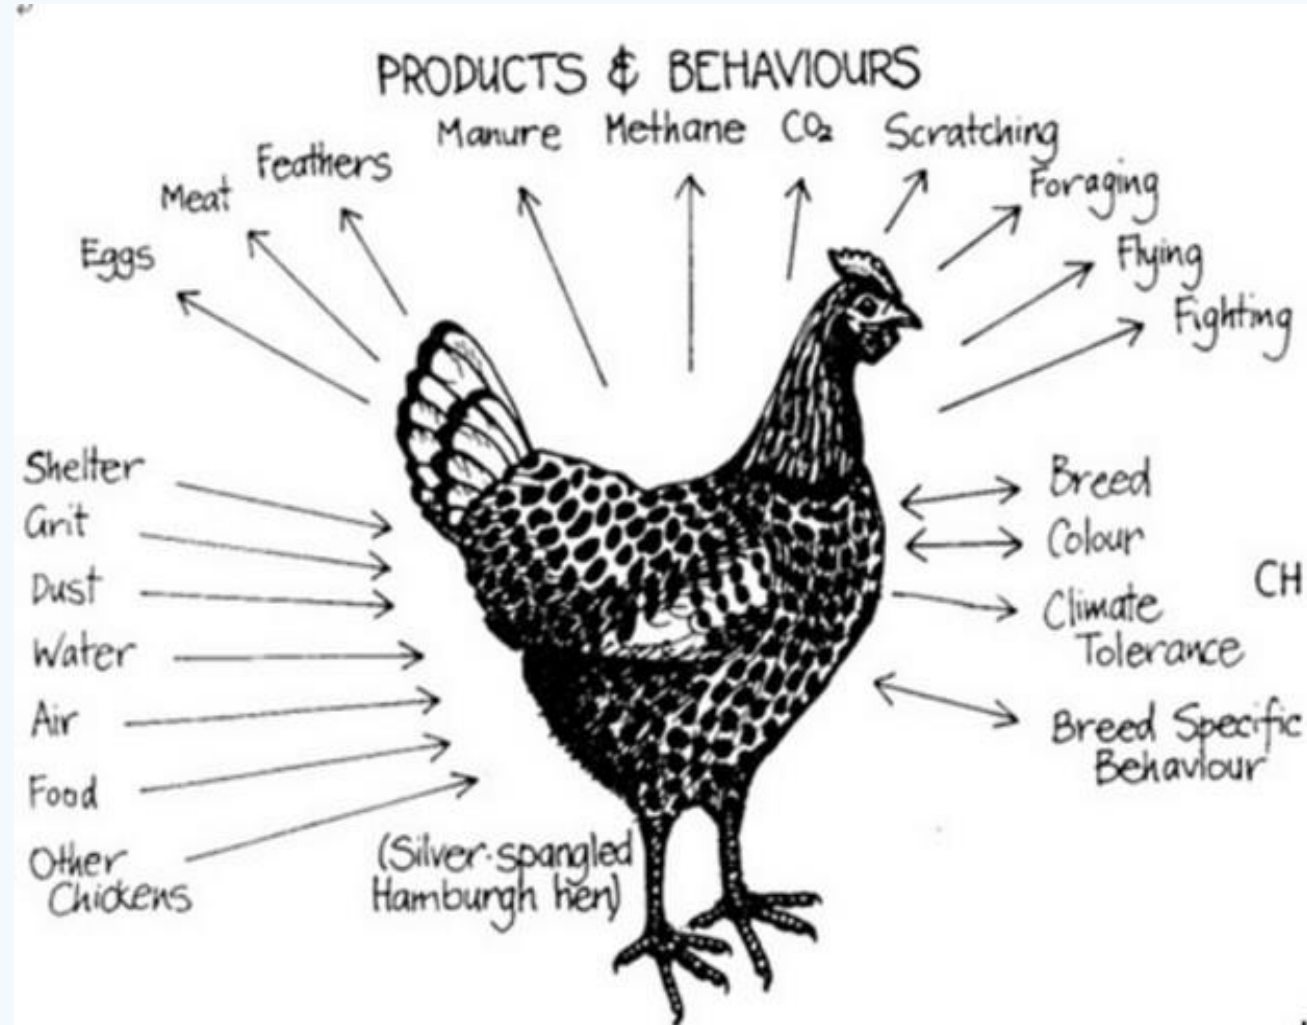 PRODUCTS & BEHAVIOURS
Manure
Methane
CO₂
Scratching
Feathers
Foraging
Meat
Flying
Eggs
Fighting
Shelter
Grit
Dust
Water
Air
Food
Other
Chickens
(Silver-spangled
Hamburgh hen)
Breed
Colour
Climate
Tolerance
Breed Specific
Behaviour
CH